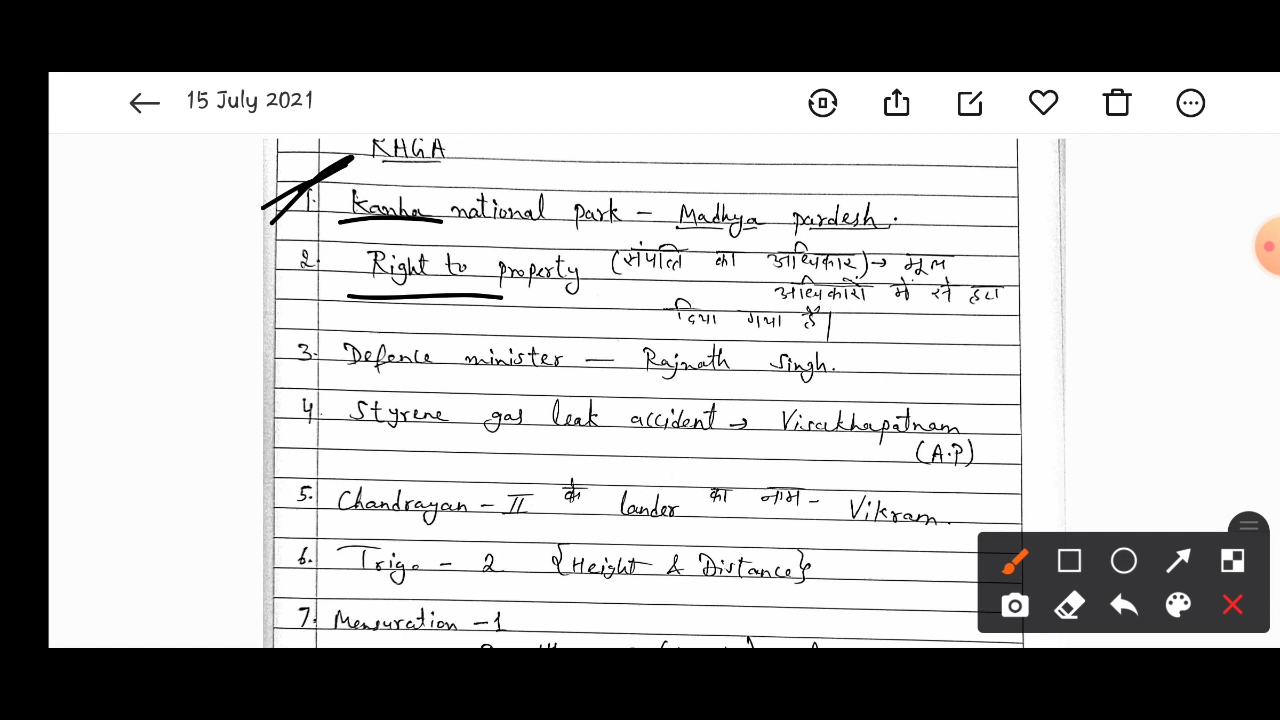 15 July 2021
RAGA
1. Kanha national park - Madhya pardesh.
2. Right to property (संपत्ति का अधिकार) → मूल
अधिकारों में से हटा
दिया गया है|
3. Defence minister — Rajnath Singh.
4. Styrene gas leak accident → Visakhapatnam
(A.P)
5. Chandrayan - II के lander का नाम - Vikram.
6. Trigo - 2 {Height & Distance}
7. Mensuration - 1